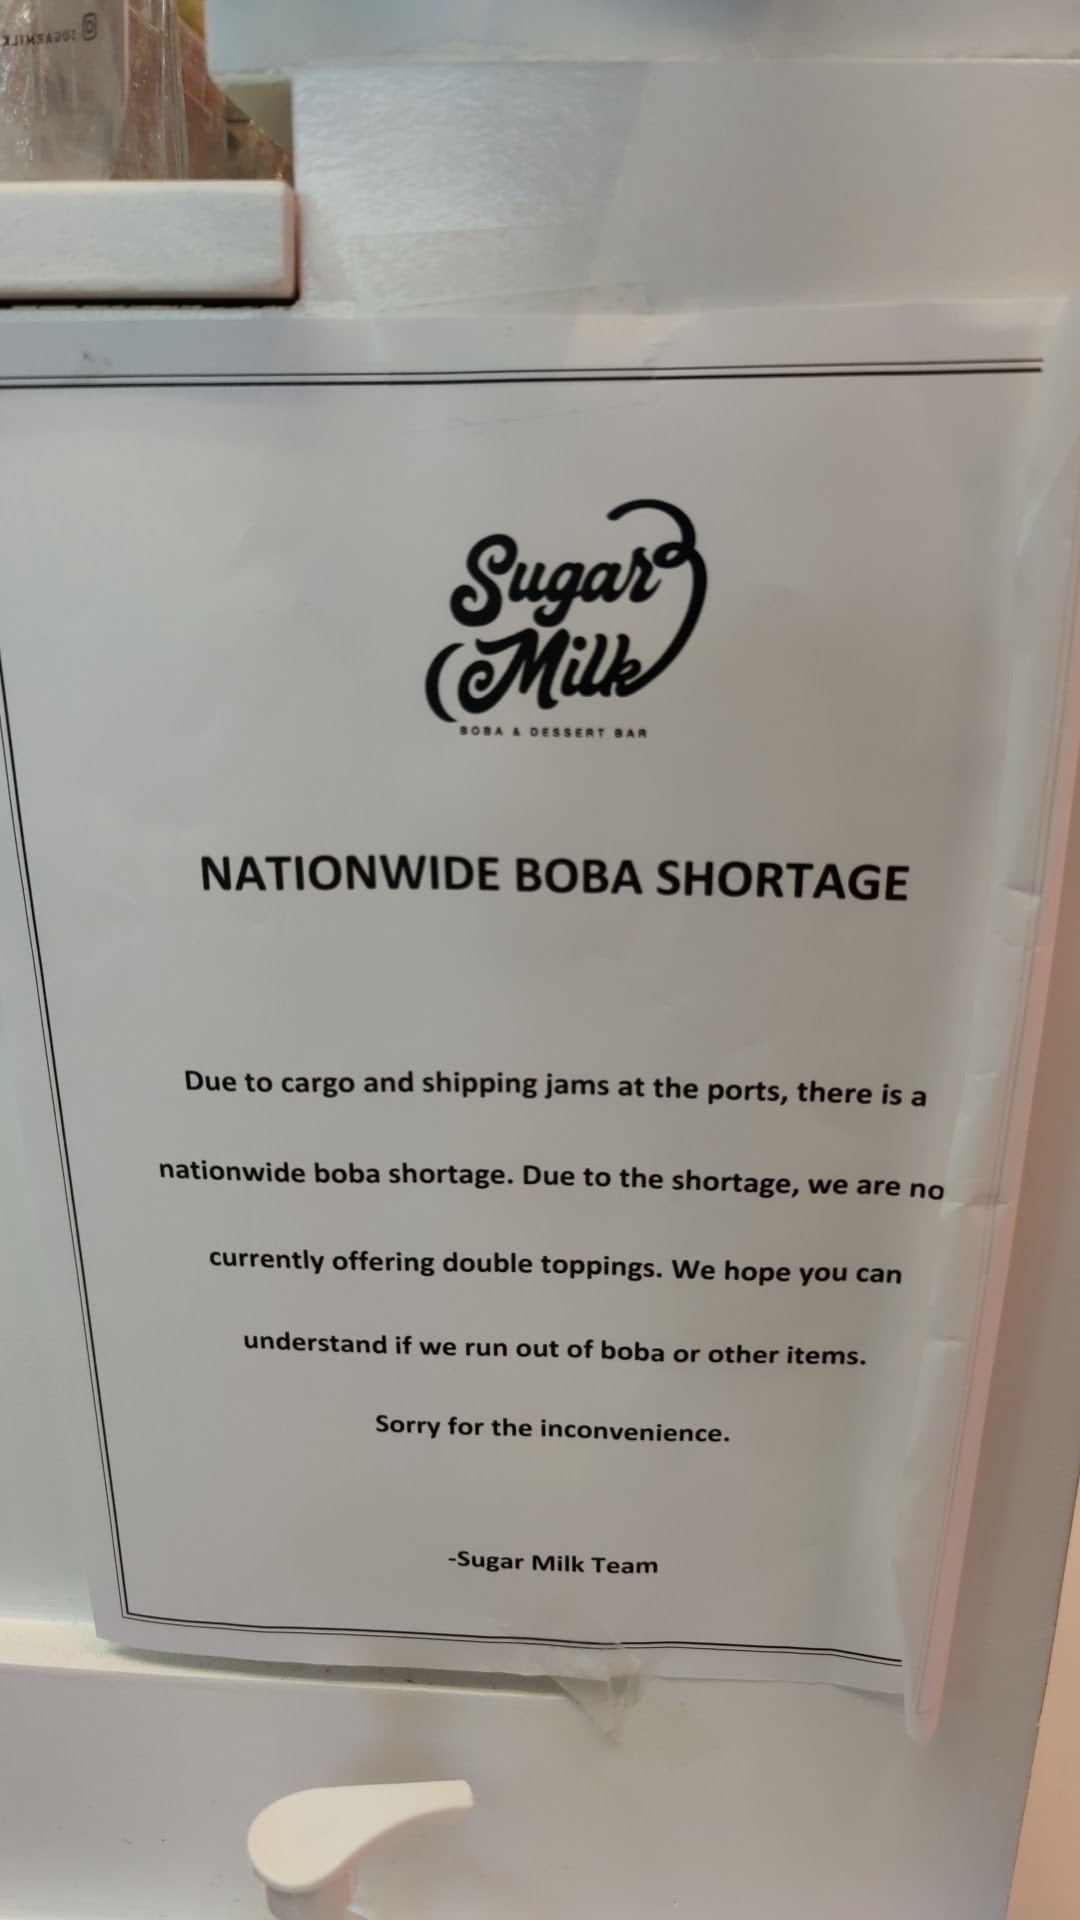 SUGARMILK
Sugar
Milk
BOBA & DESSERT BAR
NATIONWIDE BOBA SHORTAGE
Due to cargo and shipping jams at the ports, there is a
nationwide boba shortage. Due to the shortage, we are no
currently offering double toppings. We hope you can
understand if we run out of boba or other items.
Sorry for the inconvenience.
-Sugar Milk Team